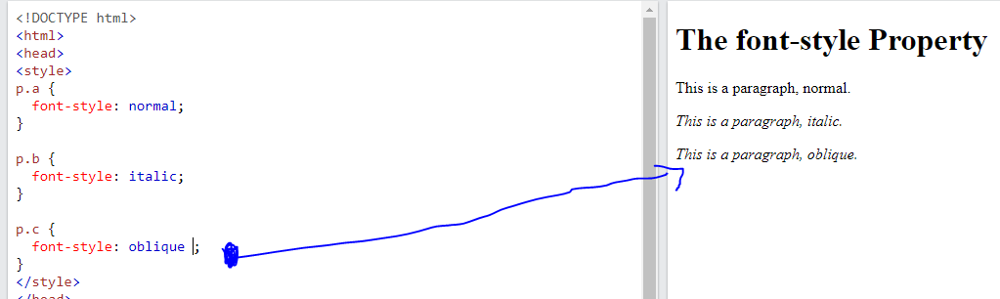 <!DOCTYPE html>
<html>
<head>
<style>
p.a {
  font-style: normal;
}

p.b {
  font-style: italic;
}

p.c {
  font-style: oblique ;
}
</style>
</head>
The font-style Property
This is a paragraph, normal.
This is a paragraph, italic.
This is a paragraph, oblique.